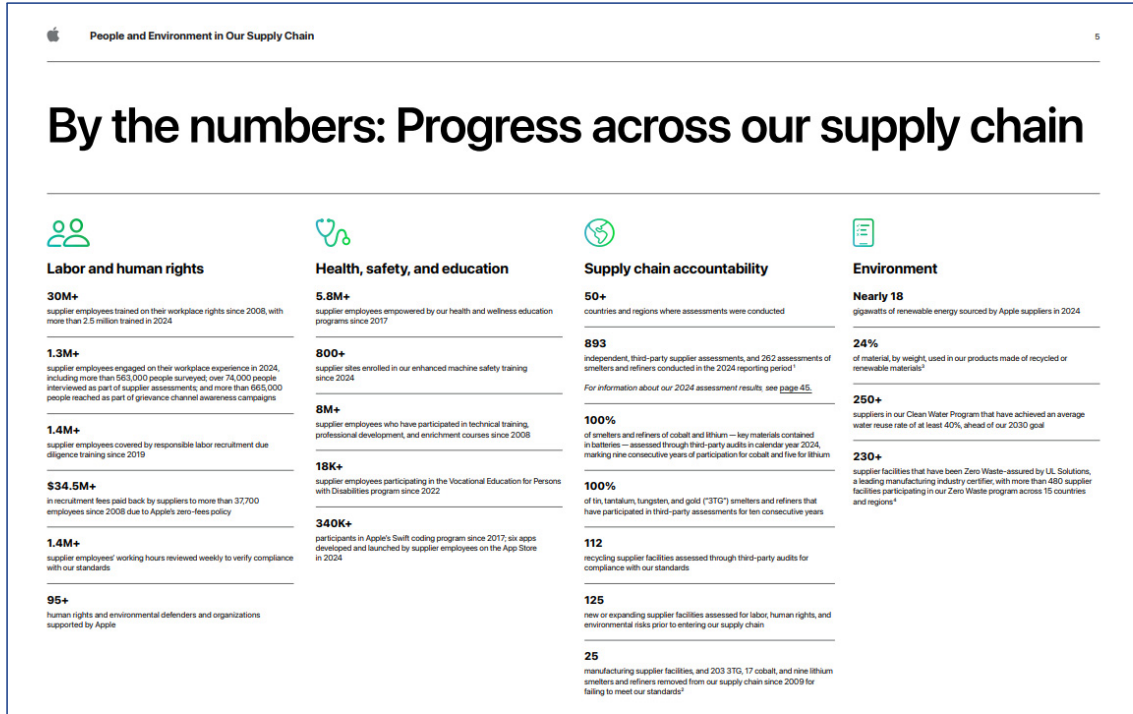 People and Environment in Our Supply Chain
5
By the numbers: Progress across our supply chain
Labor and human rights
30M+
supplier employees trained on their workplace rights since 2008, with
more than 2.5 million trained in 2024
1.3M+
supplier employees engaged on their workplace experience in 2024,
including more than 563,000 people surveyed; over 74,000 people
interviewed as part of supplier assessments; and more than 665,000
people reached as part of grievance channel awareness campaigns
1.4M+
supplier employees covered by responsible labor recruitment due
diligence training since 2019
$34.5M+
in recruitment fees paid back by suppliers to more than 37,700
employees since 2008 due to Apple's zero-fees policy
1.4M+
supplier employees' working hours reviewed weekly to verify compliance
with our standards
95+
human rights and environmental defenders and organizations
supported by Apple
Health, safety, and education
5.8M+
supplier employees empowered by our health and wellness education
programs since 2017
800+
supplier sites enrolled in our enhanced machine safety training
since 2024
8M+
supplier employees who have participated in technical training,
professional development, and enrichment courses since 2008
18K+
supplier employees participating in the Vocational Education for Persons
with Disabilities program since 2022
340K+
participants in Apple's Swift coding program since 2017; six apps
developed and launched by supplier employees on the App Store
in 2024
Supply chain accountability
50+
countries and regions where assessments were conducted
893
independent, third-party supplier assessments, and 262 assessments of
smelters and refiners conducted in the 2024 reporting period¹
For information about our 2024 assessment results, see page 45.
100%
of smelters and refiners of cobalt and lithium — key materials contained
in batteries — assessed through third-party audits in calendar year 2024,
marking nine consecutive years of participation for cobalt and five for lithium
100%
of tin, tantalum, tungsten, and gold ("3TG") smelters and refiners that
have participated in third-party assessments for ten consecutive years
112
recycling supplier facilities assessed through third-party audits for
compliance with our standards
125
new or expanding supplier facilities assessed for labor, human rights, and
environmental risks prior to entering our supply chain
25
manufacturing supplier facilities, and 203 3TG, 17 cobalt, and nine lithium
smelters and refiners removed from our supply chain since 2009 for
failing to meet our standards²
Environment
Nearly 18
gigawatts of renewable energy sourced by Apple suppliers in 2024
24%
of material, by weight, used in our products made of recycled or
renewable materials³
250+
suppliers in our Clean Water Program that have achieved an average
water reuse rate of at least 40%, ahead of our 2030 goal
230+
supplier facilities that have been Zero Waste-assured by UL Solutions,
a leading manufacturing industry certifier, with more than 480 supplier
facilities participating in our Zero Waste program across 15 countries
and regions⁴